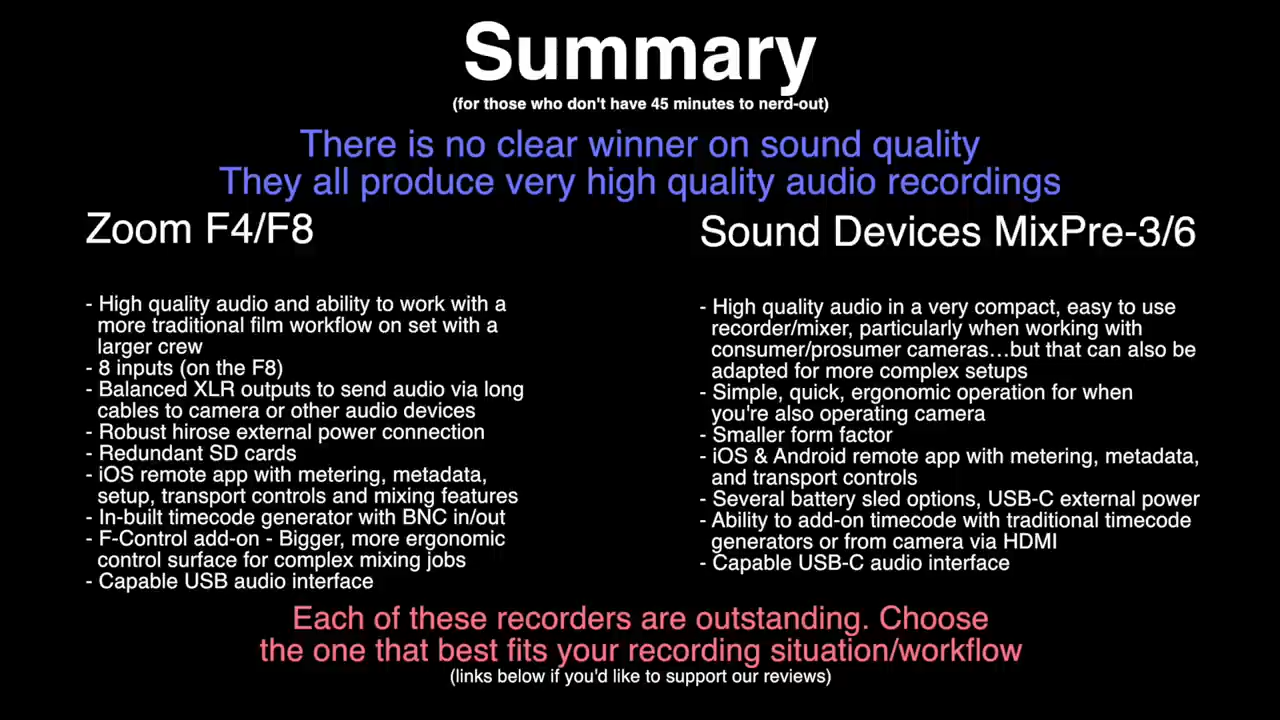 Summary
(for those who don't have 45 minutes to nerd-out)
There is no clear winner on sound quality
They all produce very high quality audio recordings
Zoom F4/F8
- High quality audio and ability to work with a
more traditional film workflow on set with a
larger crew
- 8 inputs (on the F8)
- Balanced XLR outputs to send audio via long
cables to camera or other audio devices
- Robust hirose external power connection
- Redundant SD cards
- iOS remote app with metering, metadata,
setup, transport controls and mixing features
- In-built timecode generator with BNC in/out
- F-Control add-on - Bigger, more ergonomic
control surface for complex mixing jobs
- Capable USB audio interface
Sound Devices MixPre-3/6
- High quality audio in a very compact, easy to use
recorder/mixer, particularly when working with
consumer/prosumer cameras…but that can also be
adapted for more complex setups
- Simple, quick, ergonomic operation for when
you're also operating camera
- Smaller form factor
- iOS & Android remote app with metering, metadata,
and transport controls
- Several battery sled options, USB-C external power
- Ability to add-on timecode with traditional timecode
generators or from camera via HDMI
- Capable USB-C audio interface
Each of these recorders are outstanding. Choose
the one that best fits your recording situation/workflow
(links below if you'd like to support our reviews)